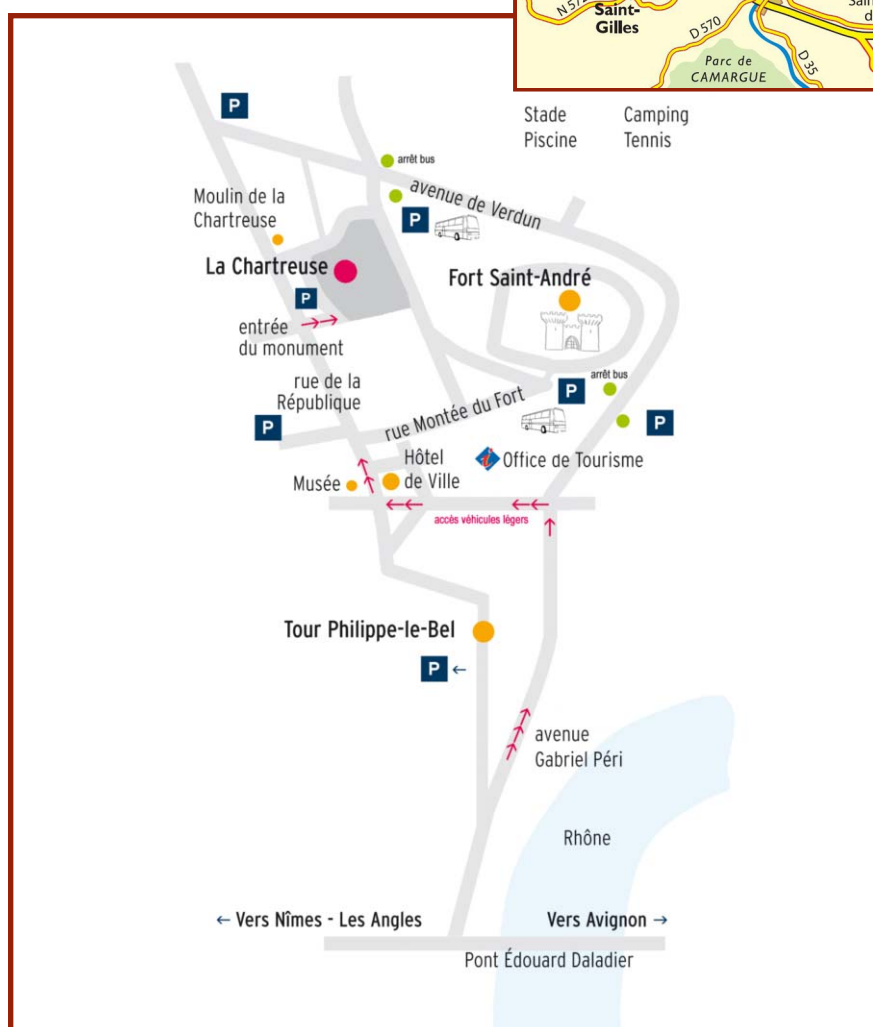 N 572
Saint-
Gilles
D 570
Parc de
CAMARGUE
D 35
Stade
Piscine
Camping
Tennis
P
arrêt bus
avenue de Verdun
Moulin de la
Chartreuse
P
La Chartreuse
Fort Saint-André
P
entrée
du monument
arrêt bus
rue de la
République
P
P
P
rue Montée du Fort
Hôtel
de Ville
i Office de Tourisme
Musée
accès véhicules légers
Tour Philippe-le-Bel
P ←
avenue
Gabriel Péri
Rhône
← Vers Nîmes - Les Angles
Vers Avignon →
Pont Édouard Daladier